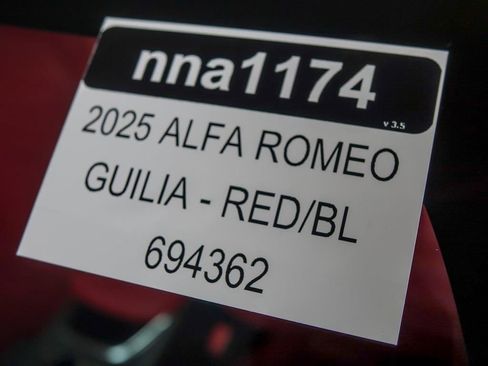 nna1174
v 3.5
2025 ALFA ROMEO
GUILIA - RED/BL
694362